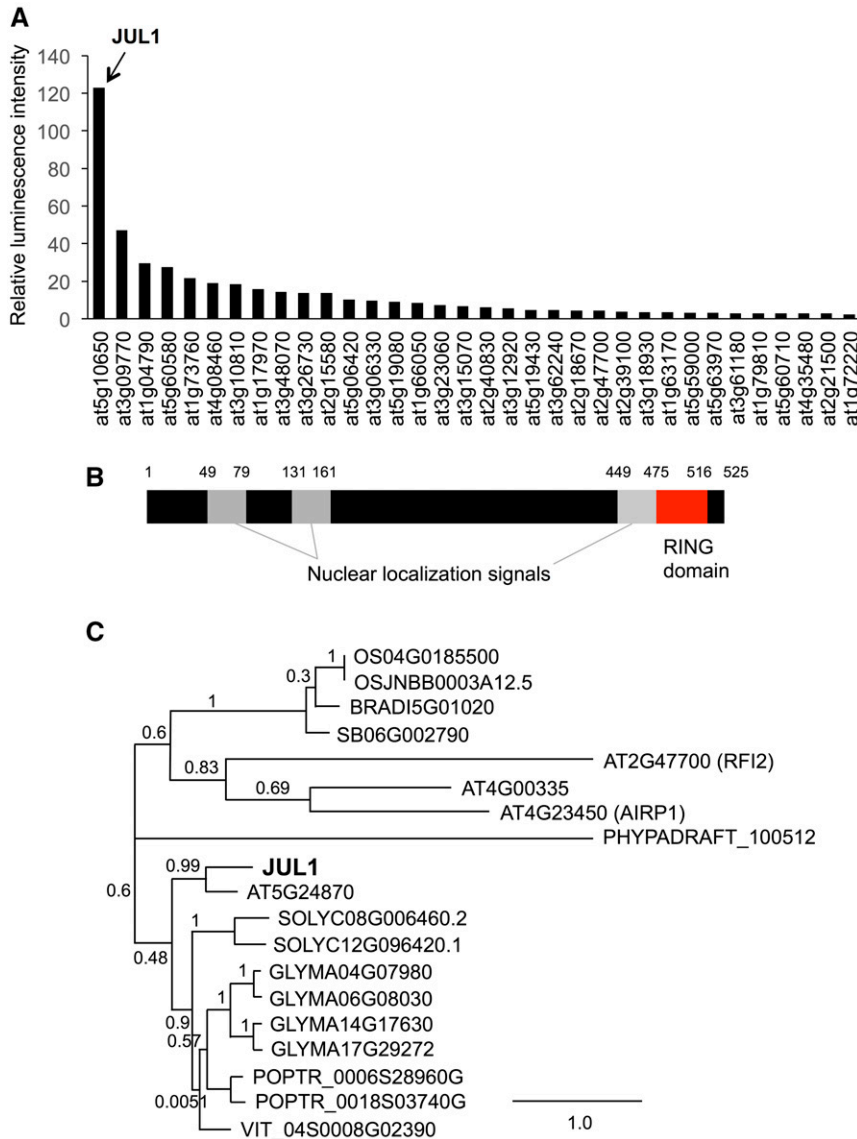 A
JUL1
Relative luminescence intensity
140
120
100
80
60
40
20
0
at5g10650
at3g09770
at1g04790
at5g60580
at1g73760
at4g08460
at3g10810
at1g17970
at3g48070
at3g26730
at2g15580
at5g06420
at3g06330
at5g19080
at1g66050
at3g23060
at3g15070
at2g40830
at3g12920
at5g19430
at3g62240
at2g18670
at2g47700
at2g39100
at3g18930
at1g63170
at5g59000
at5g63970
at3g61180
at1g79810
at5g60710
at4g35480
at2g21500
at1g72220
B
1 49 79 131 161 449 475 516 525
Nuclear localization signals
RING
domain
C
1 OS04G0185500
0.3
OSJNBB0003A12.5
1 BRADI5G01020
SB06G002790
0.6
0.83 AT2G47700 (RFI2)
0.69 AT4G00335
AT4G23450 (AIRP1)
PHYPADRAFT_100512
0.99 JUL1
0.6 AT5G24870
1 SOLYC08G006460.2
0.48 SOLYC12G096420.1
1 GLYMA04G07980
1 GLYMA06G08030
0.9 1 GLYMA14G17630
0.57 GLYMA17G29272
POPTR_0006S28960G
0.0051 POPTR_0018S03740G
VIT_04S0008G02390
1.0